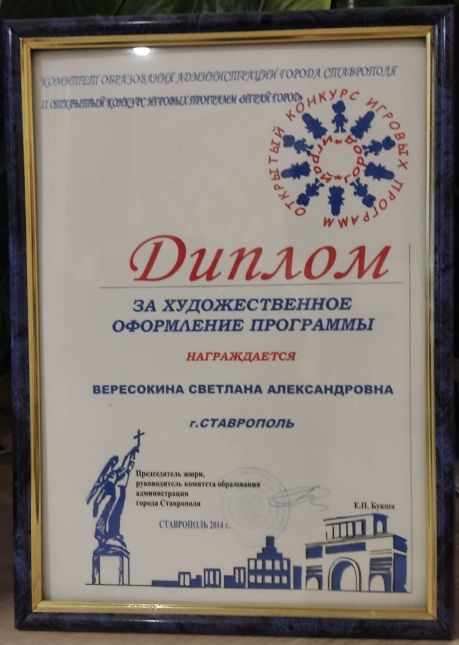 КОМИТЕТ ОБРАЗОВАНИЯ АДМИНИСТРАЦИИ ГОРОДА СТАВРОПОЛЯ
II ОТКРЫТЫЙ КОНКУРС ИГРОВЫХ ПРОГРАММ «ИГРАЙ ГОРОД»
ОТКРЫТЫЙ КОНКУРС ИГРОВЫХ ПРОГРАММ
Диплом
ЗА ХУДОЖЕСТВЕННОЕ
ОФОРМЛЕНИЕ ПРОГРАММЫ
НАГРАЖДАЕТСЯ
ВЕРЕСОКИНА СВЕТЛАНА АЛЕКСАНДРОВНА
г.СТАВРОПОЛЬ
Председатель жюри,
руководитель комитета образования
администрации
города Ставрополя
Е.П. Букша
СТАВРОПОЛЬ 2014 г.